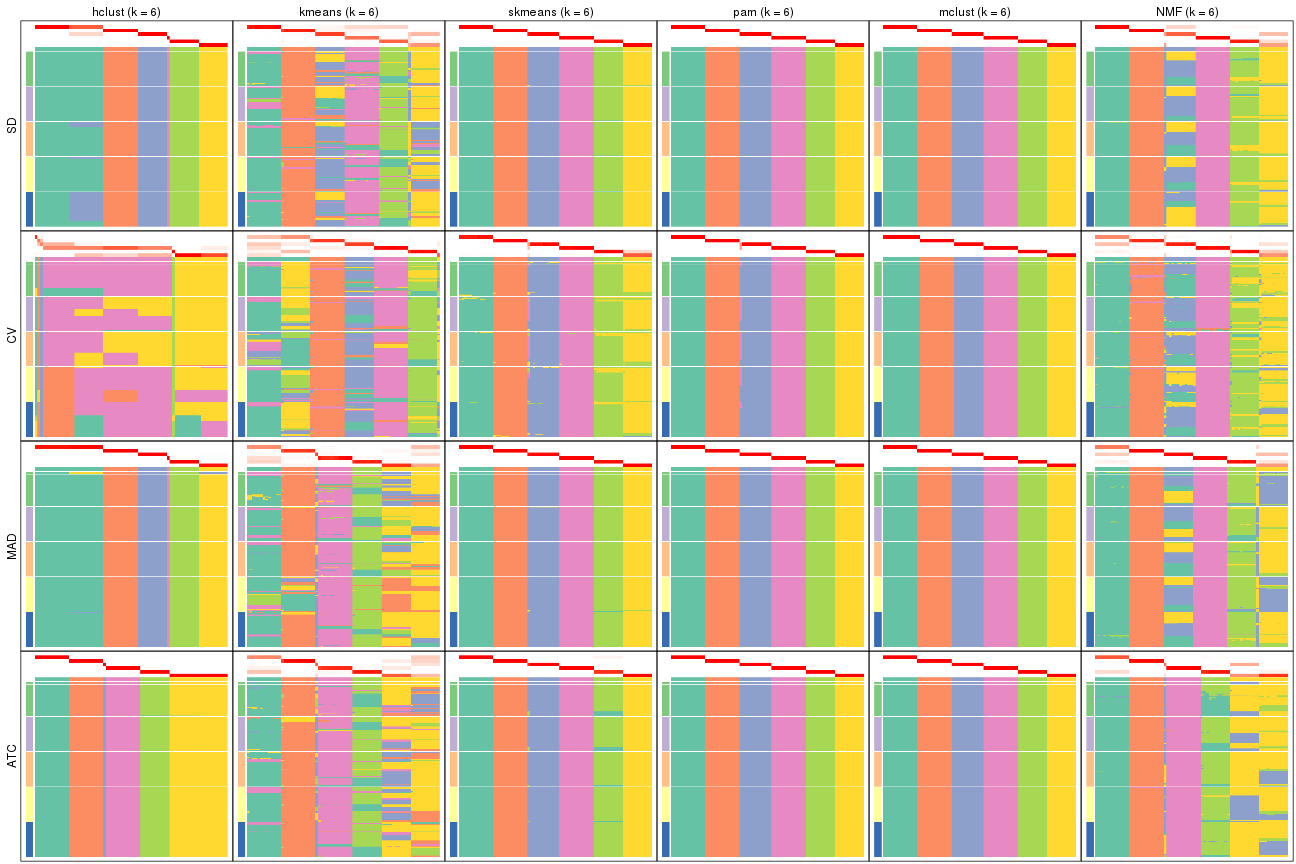 hclust (k = 6)
kmeans (k = 6)
skmeans (k = 6)
pam (k = 6)
mclust (k = 6)
NMF (k = 6)
SD
CV
MAD
ATC